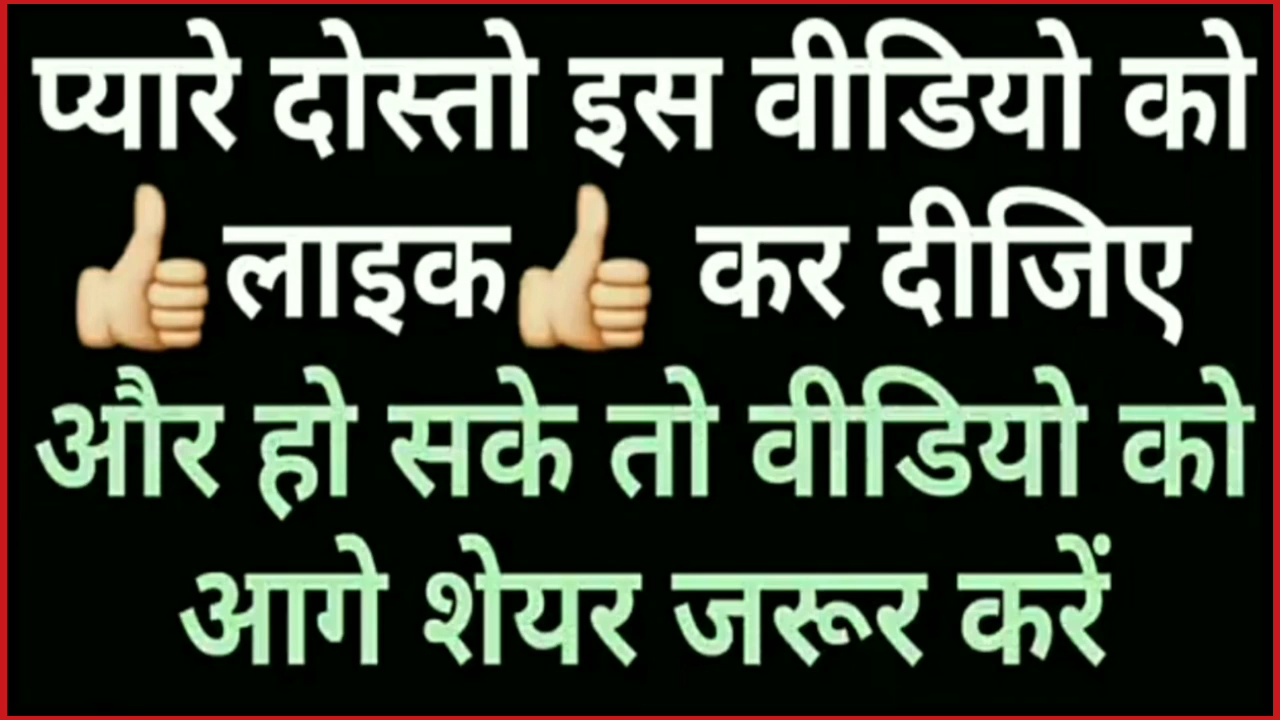 प्यारे दोस्तो इस वीडियो को
👍🏼लाइक👍🏼 कर दीजिए
और हो सके तो वीडियो को
आगे शेयर जरूर करें